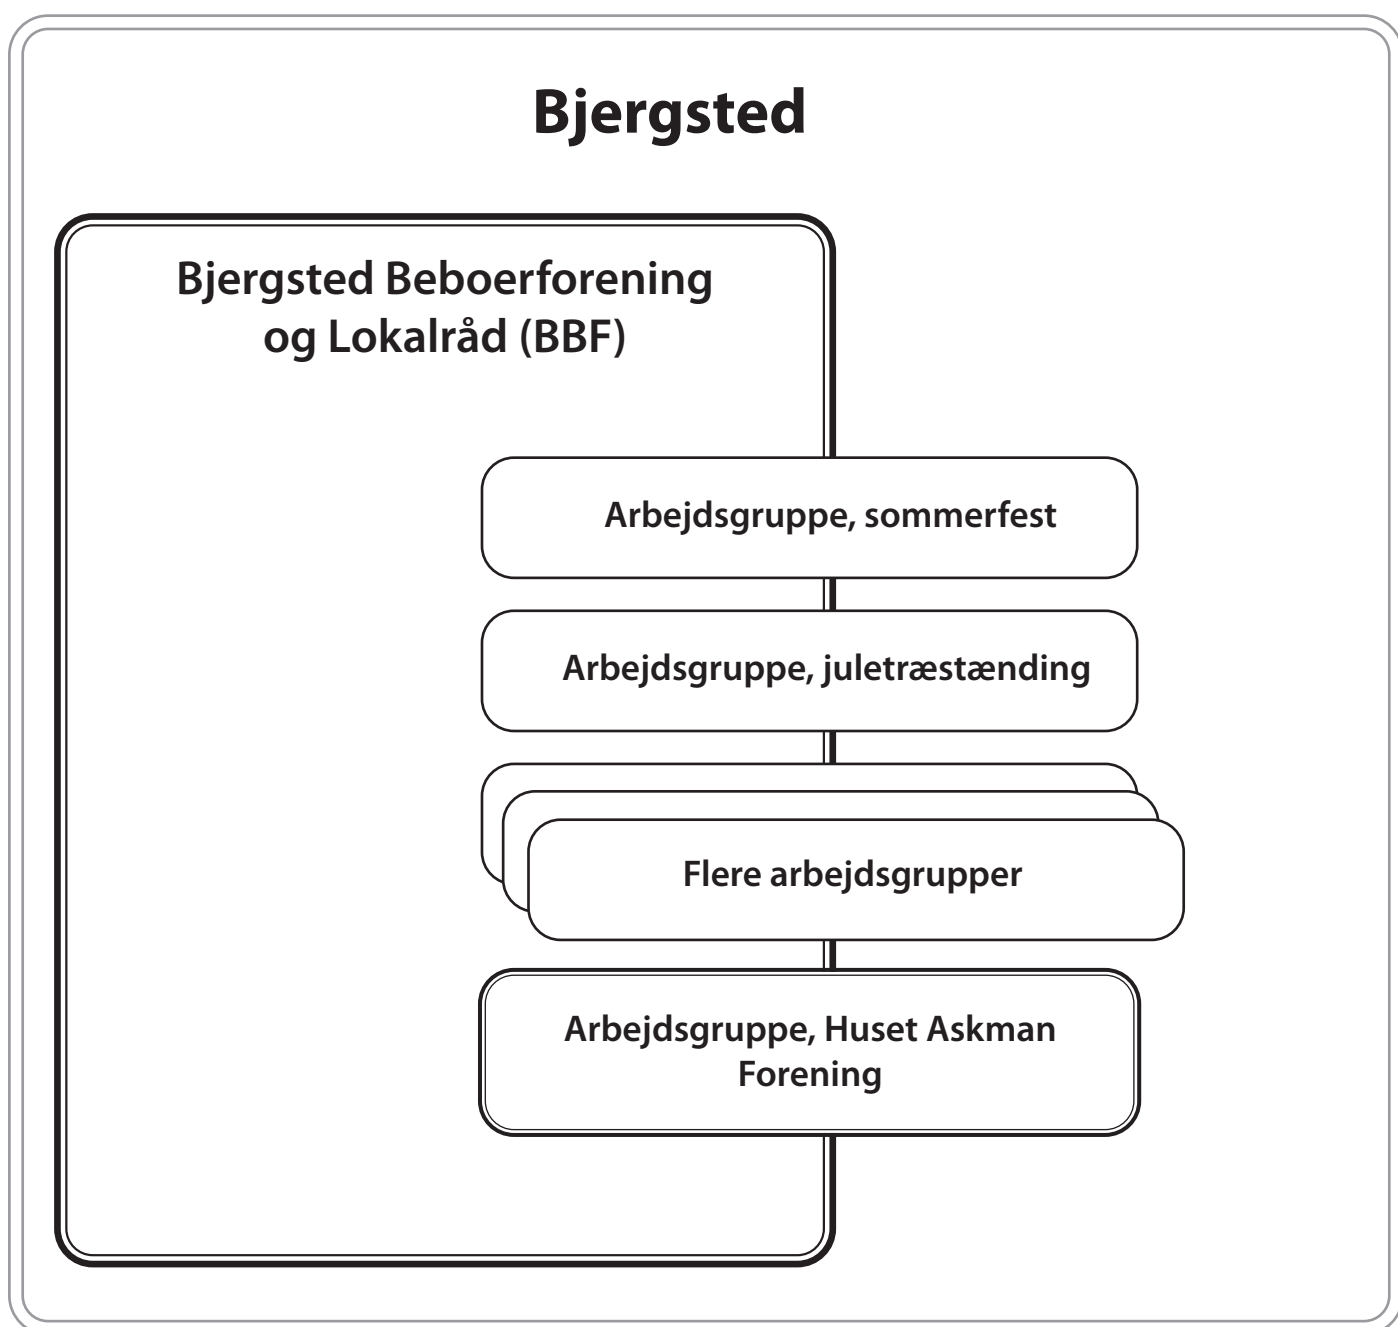 Bjergsted
Bjergsted Beboerforening
og Lokalråd (BBF)
Arbejdsgruppe, sommerfest
Arbejdsgruppe, juletræstænding
Flere arbejdsgrupper
Arbejdsgruppe, Huset Askman
Forening